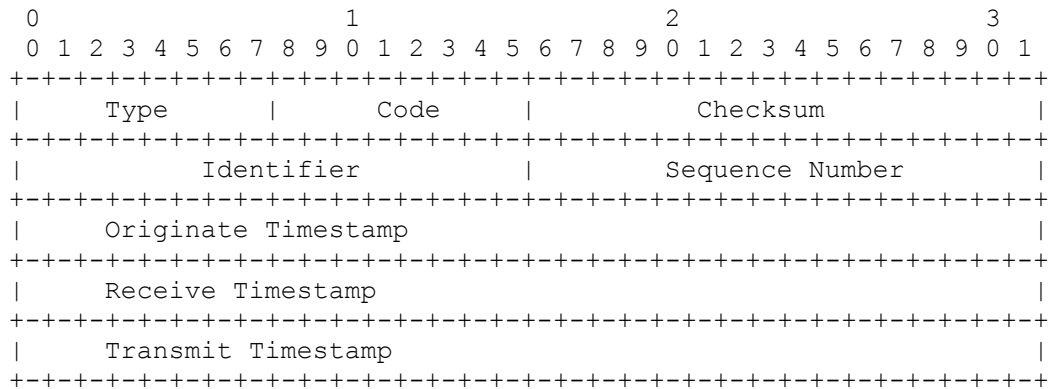 0                   1                   2                   3
0 1 2 3 4 5 6 7 8 9 0 1 2 3 4 5 6 7 8 9 0 1 2 3 4 5 6 7 8 9 0 1
+-+-+-+-+-+-+-+-+-+-+-+-+-+-+-+-+-+-+-+-+-+-+-+-+-+-+-+-+-+-+-+-+
|     Type      |      Code     |          Checksum             |
+-+-+-+-+-+-+-+-+-+-+-+-+-+-+-+-+-+-+-+-+-+-+-+-+-+-+-+-+-+-+-+-+
|           Identifier          |        Sequence Number        |
+-+-+-+-+-+-+-+-+-+-+-+-+-+-+-+-+-+-+-+-+-+-+-+-+-+-+-+-+-+-+-+-+
|     Originate Timestamp                                       |
+-+-+-+-+-+-+-+-+-+-+-+-+-+-+-+-+-+-+-+-+-+-+-+-+-+-+-+-+-+-+-+-+
|     Receive Timestamp                                         |
+-+-+-+-+-+-+-+-+-+-+-+-+-+-+-+-+-+-+-+-+-+-+-+-+-+-+-+-+-+-+-+-+
|     Transmit Timestamp                                        |
+-+-+-+-+-+-+-+-+-+-+-+-+-+-+-+-+-+-+-+-+-+-+-+-+-+-+-+-+-+-+-+-+